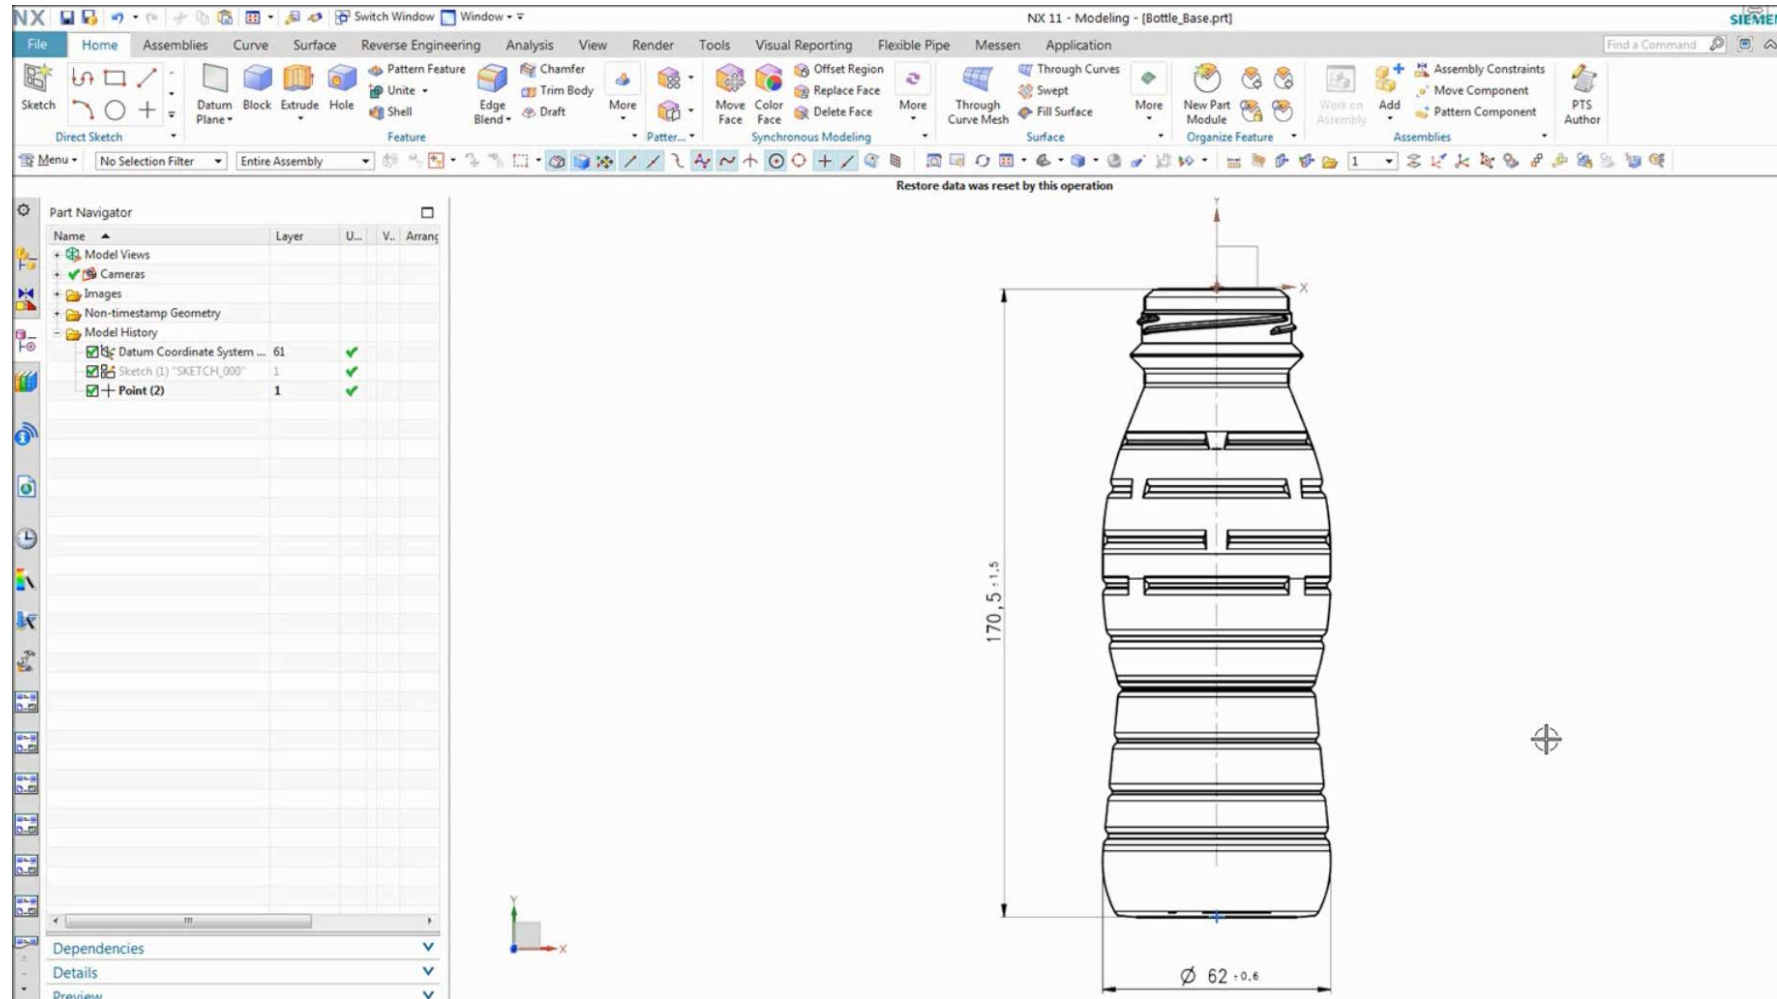 NX
Switch Window
Window
NX 11 - Modeling - [Bottle_Base.prt]
File Home Assemblies Curve Surface Reverse Engineering Analysis View Render Tools Visual Reporting Flexible Pipe Messen Application
Find a Command
Sketch
Direct Sketch
Datum Plane
Block
Extrude
Hole
Pattern Feature
Unite
Shell
Edge Blend
Chamfer
Trim Body
Draft
More
Feature
Patter...
Move Face
Color Face
Offset Region
Replace Face
Delete Face
More
Synchronous Modeling
Through Curve Mesh
Through Curves
Swept
Fill Surface
More
Surface
New Part Module
Organize Feature
Work on Assembly
Add
Assembly Constraints
Move Component
Pattern Component
Assemblies
PTS Author
Menu
No Selection Filter
Entire Assembly
1
Restore data was reset by this operation
Part Navigator
Name Layer U... V..
Model Views
Cameras
Images
Non-timestamp Geometry
Model History
Datum Coordinate System ... 61
Sketch (1) "SKETCH_000" 1
Point (2) 1
Dependencies
Details
Preview
Y
X
170,5 ±1,5
Y
X
Ø 62 ±0,6